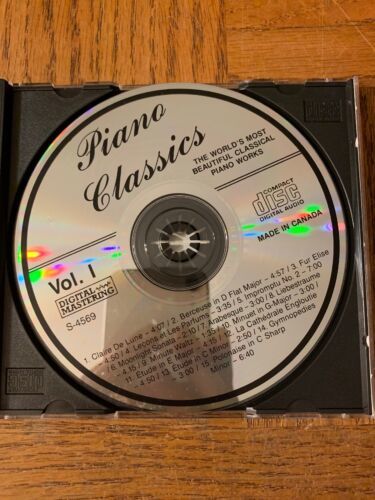 Piano
Classics
THE WORLD'S MOST
BEAUTIFUL CLASSICAL
PIANO WORKS
COMPACT
disc
DIGITAL AUDIO
MADE IN CANADA
Vol. I
DIGITAL
MASTERING
S-4569
1. Claire De Lune - 4:07 / 2. Berceuse in D Flat Major - 4:57 / 3. Fur Elise
- 4:50 / 4. Leçons et Les Parfums - 3:35 / 5. Impromptu No. 2 - 7:00
/ 6. Moonlight Sonata - 7:10 / 7. Arabesque - 3:00 / 8. Liebestraume
- 4:15 / 9. Minute Waltz - 1:35 / 10. Minuet in G-Major - 3:00 /
11. Etude in E Major - 4:15 / 12. La Cathédrale Engloutie
- 4:50 / 13. Etude in C Minor - 2:50 / 14. Gymnopedies
- 3:00 / 15. Polonaise in C Sharp
Minor - 6:40